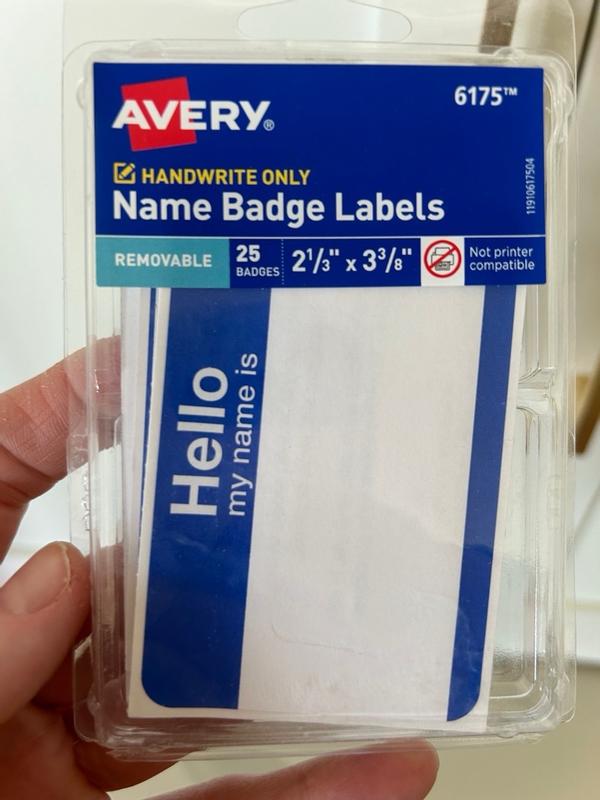 AVERY®
6175™
HANDWRITE ONLY
Name Badge Labels
11910617504
REMOVABLE
25
BADGES
2 1/3" x 3 3/8"
Not printer
compatible
Hello
my name is